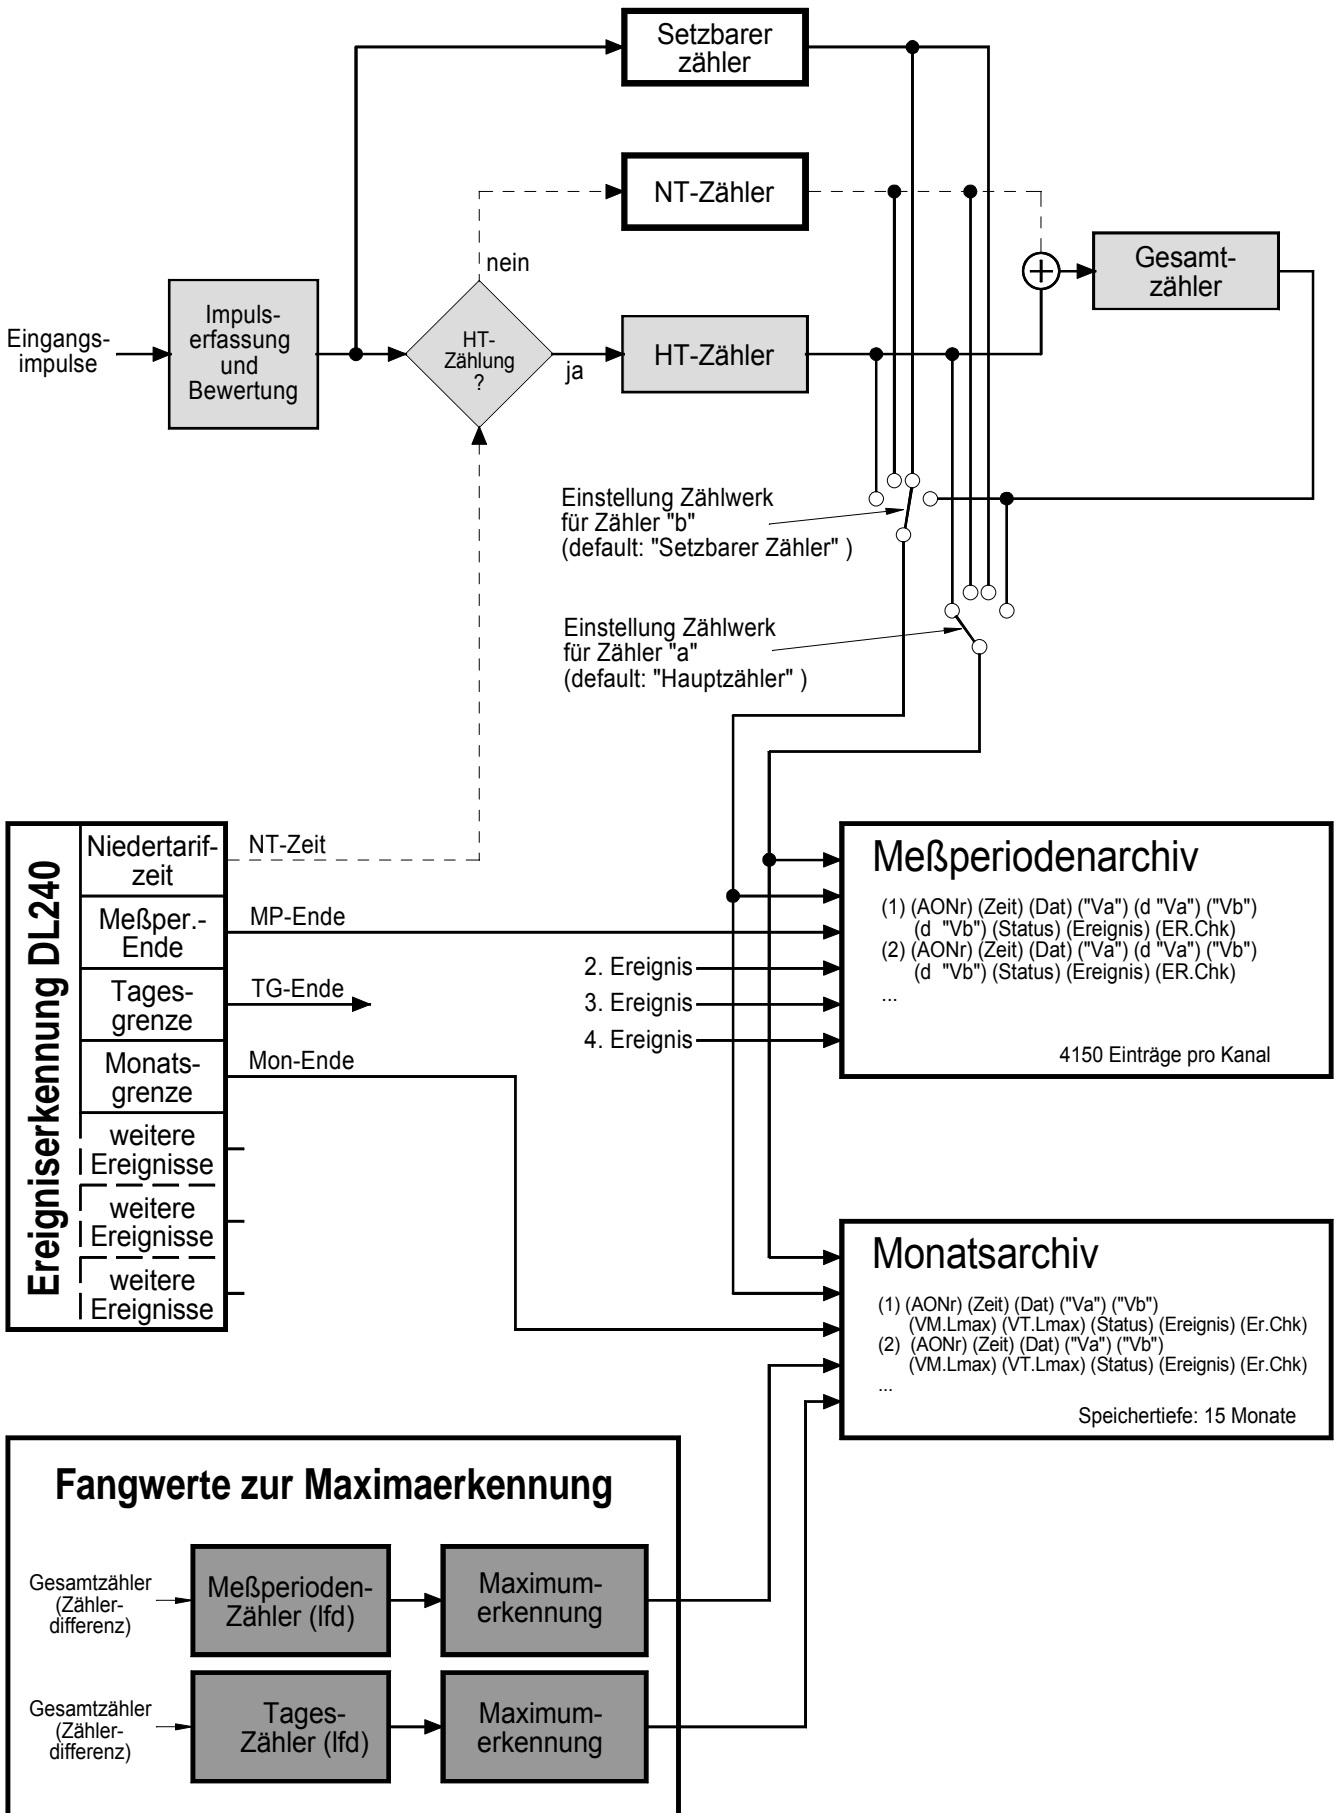 Setzbarer
zähler
NT-Zähler
nein
Gesamt-
zähler
Eingangs-
impulse
Impuls-
erfassung
und
Bewertung
HT-
Zählung
?
ja
HT-Zähler
Einstellung Zählwerk
für Zähler "b"
(default: "Setzbarer Zähler" )
Einstellung Zählwerk
für Zähler "a"
(default: "Hauptzähler" )
Ereigniserkennung DL240
Niedertarif-
zeit
NT-Zeit
Meßper.-
Ende
MP-Ende
Tages-
grenze
TG-Ende
Monats-
grenze
Mon-Ende
weitere
Ereignisse
weitere
Ereignisse
weitere
Ereignisse
2. Ereignis
3. Ereignis
4. Ereignis
Meßperiodenarchiv
(1) (AONr) (Zeit) (Dat) ("Va") (d "Va") ("Vb")
(d "Vb") (Status) (Ereignis) (ER.Chk)
(2) (AONr) (Zeit) (Dat) ("Va") (d "Va") ("Vb")
(d "Vb") (Status) (Ereignis) (ER.Chk)
...
4150 Einträge pro Kanal
Monatsarchiv
(1) (AONr) (Zeit) (Dat) ("Va") ("Vb")
(VM.Lmax) (VT.Lmax) (Status) (Ereignis) (Er.Chk)
(2) (AONr) (Zeit) (Dat) ("Va") ("Vb")
(VM.Lmax) (VT.Lmax) (Status) (Ereignis) (Er.Chk)
...
Speichertiefe: 15 Monate
Fangwerte zur Maximaerkennung
Gesamtzähler
(Zähler-
differenz)
Meßperioden-
Zähler (lfd)
Maximum-
erkennung
Gesamtzähler
(Zähler-
differenz)
Tages-
Zähler (lfd)
Maximum-
erkennung